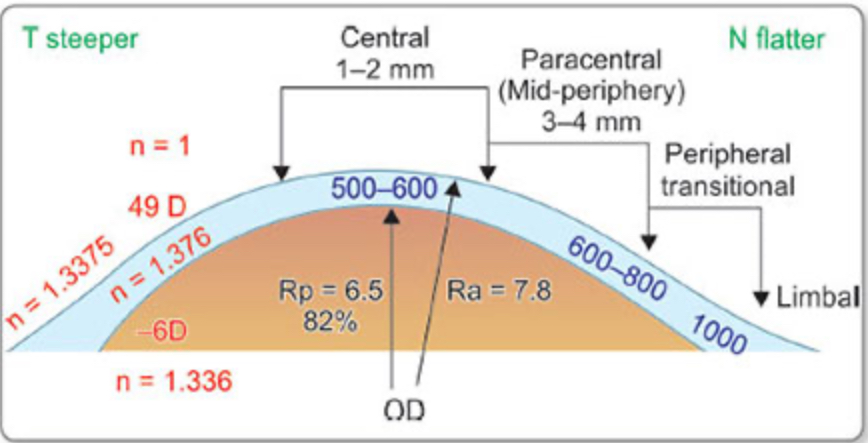 T steeper
Central
1–2 mm
N flatter
Paracentral
(Mid-periphery)
3–4 mm
n = 1
Peripheral
transitional
500–600
49 D
n = 1.3375
n = 1.376
600–800
Rp = 6.5
82%
Ra = 7.8
Limbal
–6D
1000
n = 1.336
OD